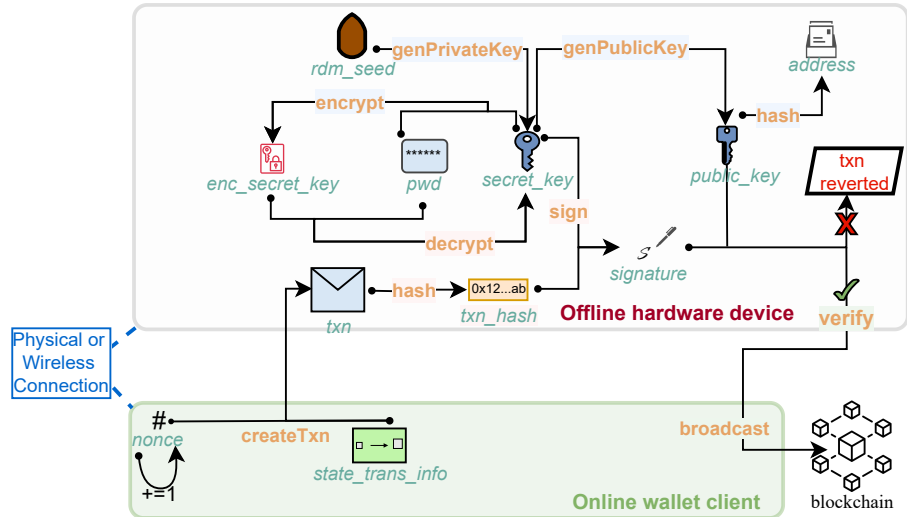 genPrivateKey
genPublicKey
rdm_seed
address
encrypt
hash
******
enc_secret_key
pwd
secret_key
public_key
txn
reverted
sign
decrypt
signature
hash
0x12...ab
txn
txn_hash
Offline hardware device
verify
Physical or
Wireless
Connection
#
nonce
createTxn
broadcast
state_trans_info
+=1
Online wallet client
blockchain